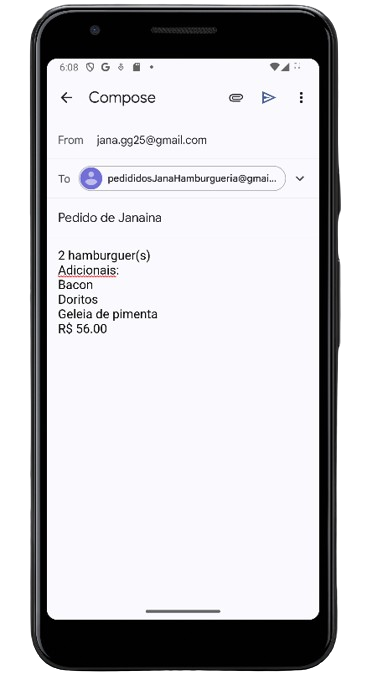 6:08
Compose
From jana.gg25@gmail.com
To pedididosJanaHamburgueria@gmai...
Pedido de Janaina
2 hamburguer(s)
Adicionais:
Bacon
Doritos
Geleia de pimenta
R$ 56.00